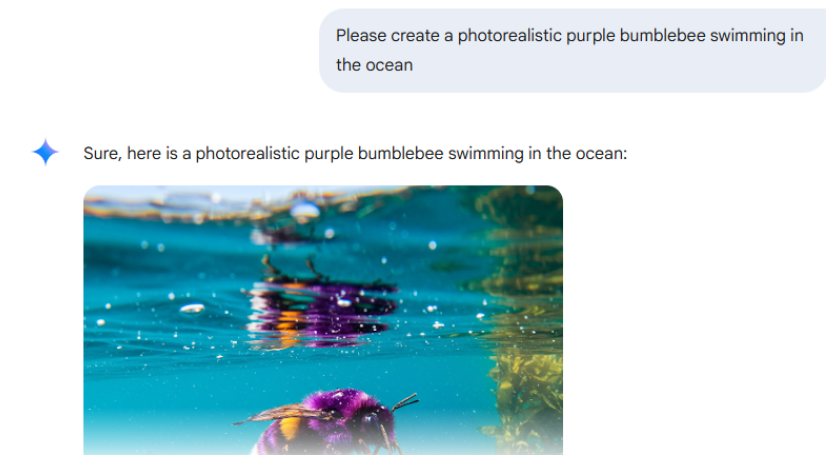 Please create a photorealistic purple bumblebee swimming in
the ocean
Sure, here is a photorealistic purple bumblebee swimming in the ocean: